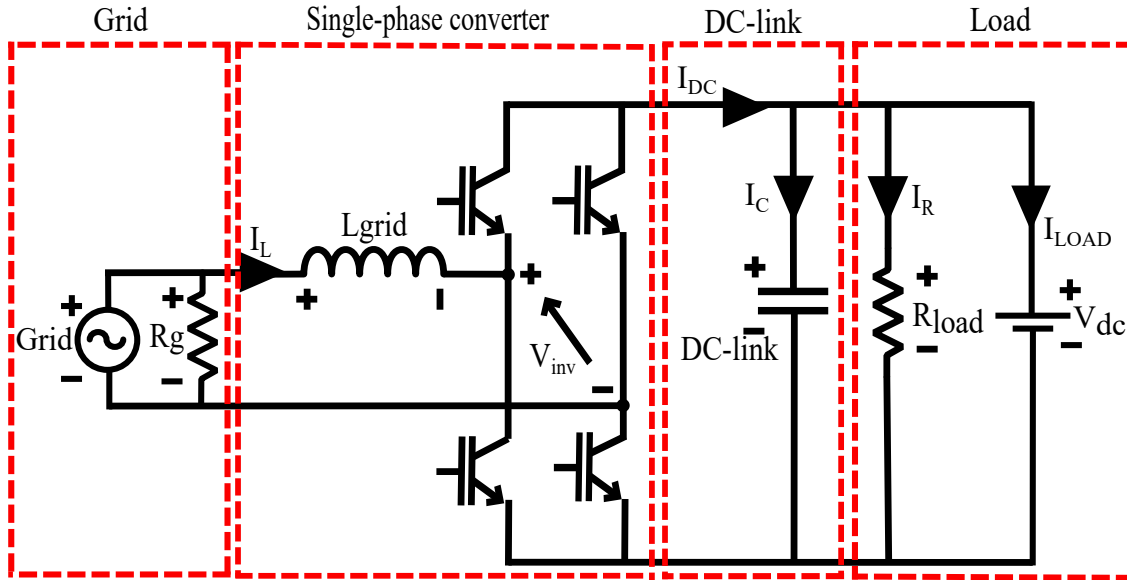 Grid
Single-phase converter
DC-link
Load
I_DC
I_L
Lgrid
I_C
I_R
I_LOAD
+
-
+
+
+
+
+
+
Grid
Rg
V_inv
-
-
-
DC-link
-
R_load
-
V_dc
-